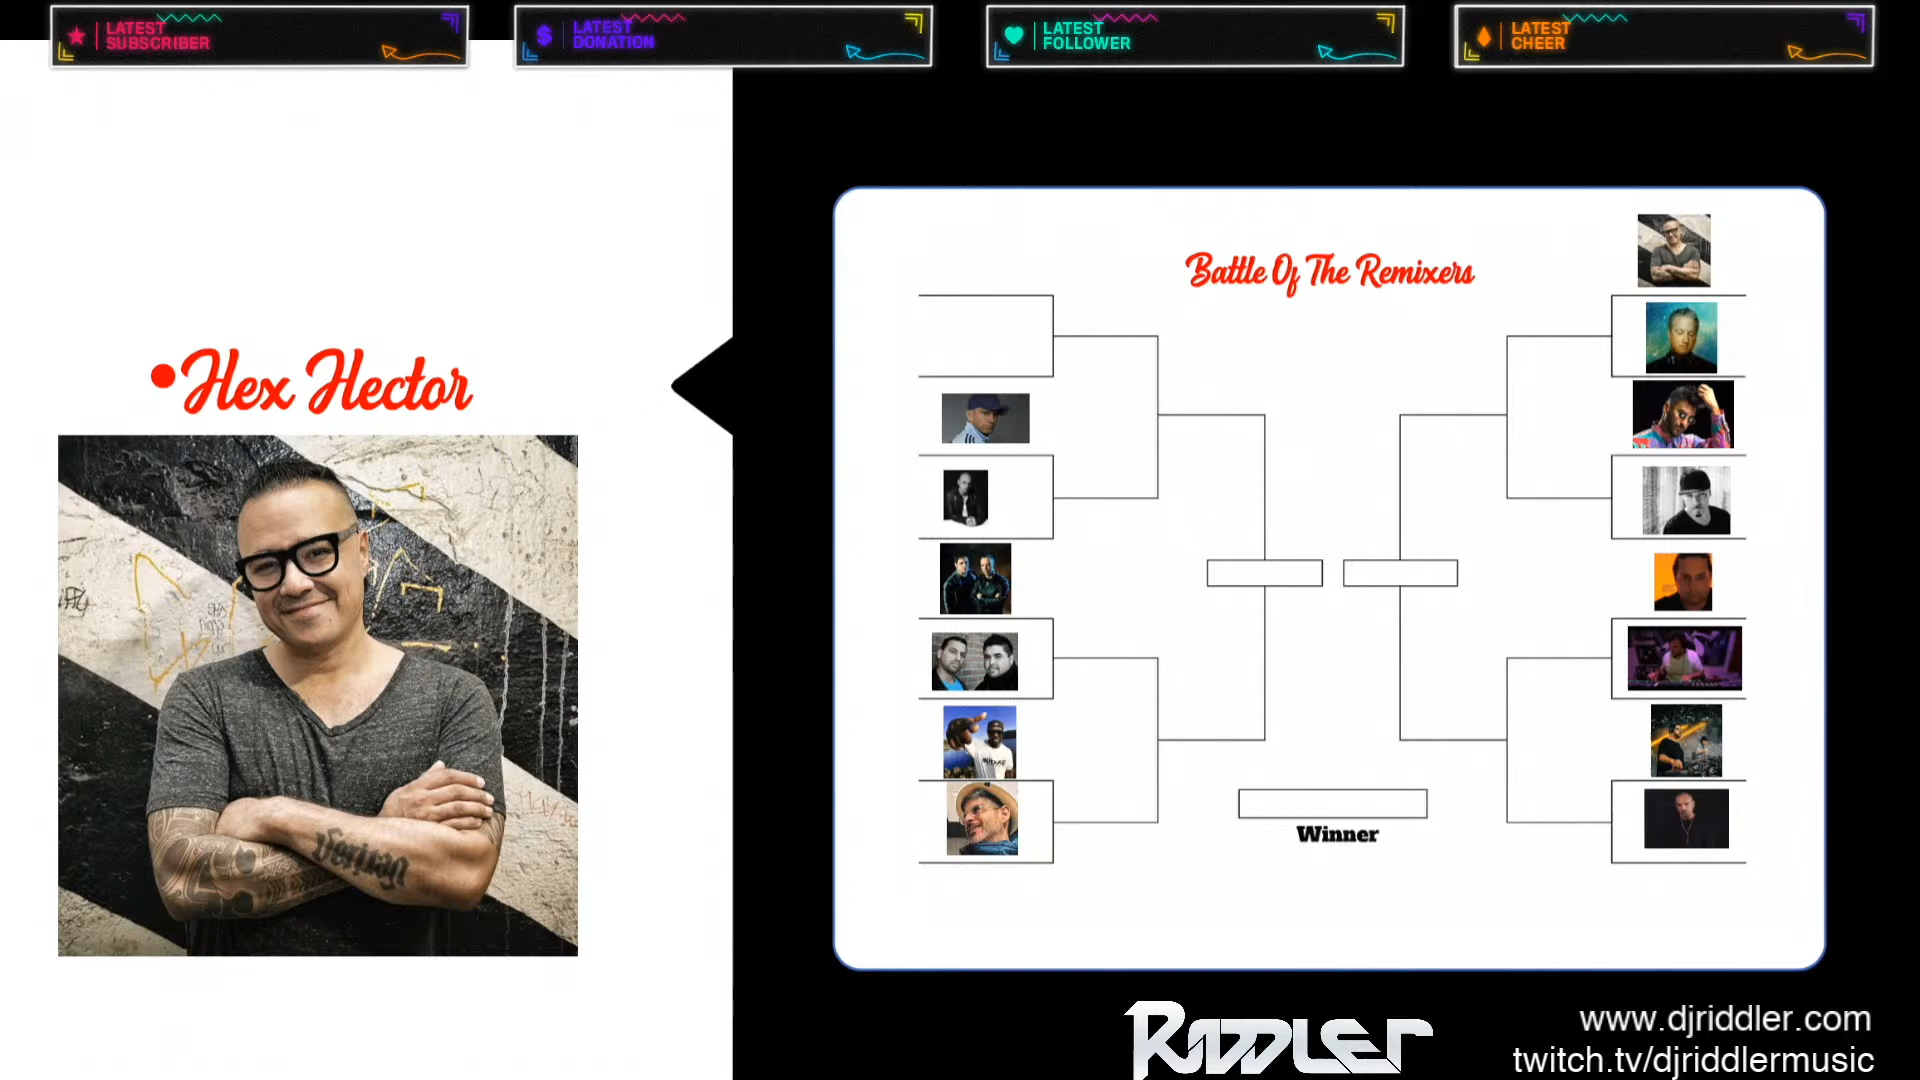 LATEST
SUBSCRIBER
LATEST
DONATION
LATEST
FOLLOWER
LATEST
CHEER
Battle Of The Remixers
•Hex Hector
Winner
RIDDLER
www.djriddler.com
twitch.tv/djriddlermusic